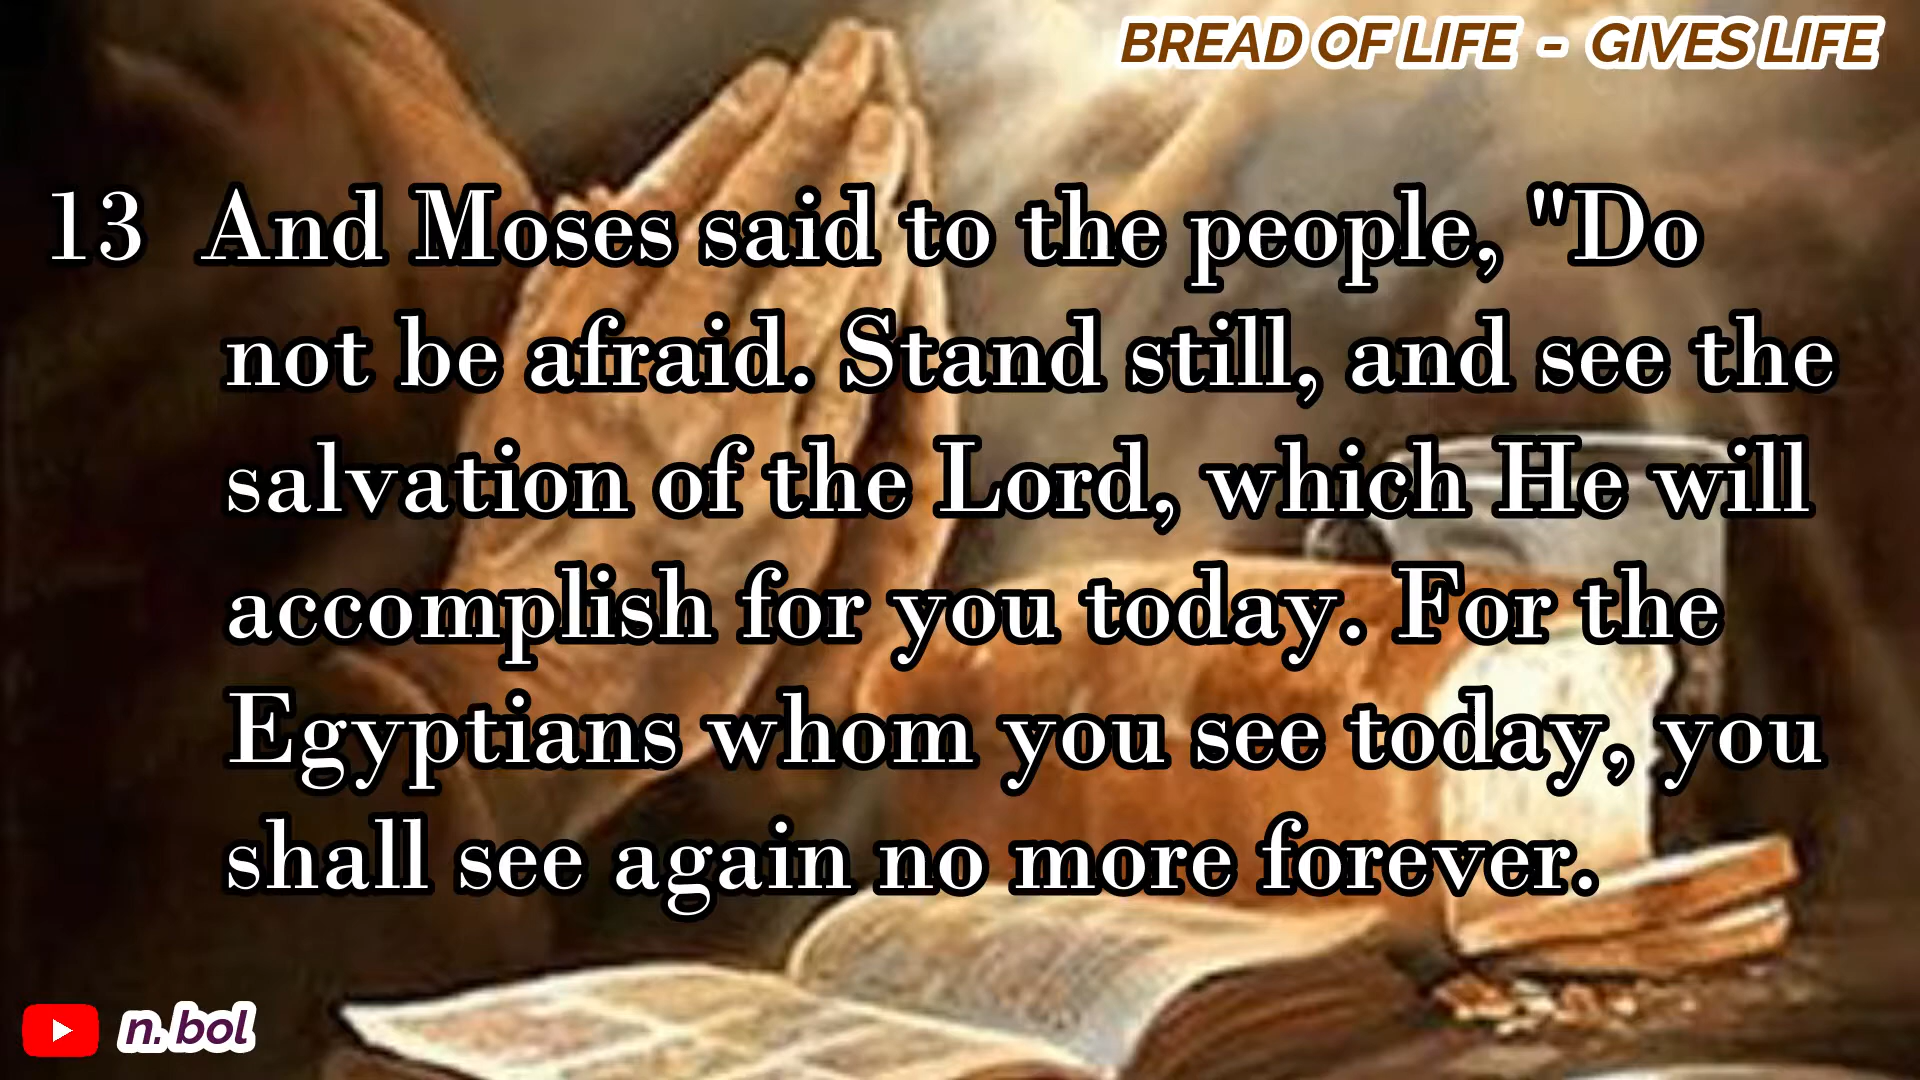 BREAD OF LIFE - GIVES LIFE
13 And Moses said to the people, "Do
not be afraid. Stand still, and see the
salvation of the Lord, which He will
accomplish for you today. For the
Egyptians whom you see today, you
shall see again no more forever.
n. bol